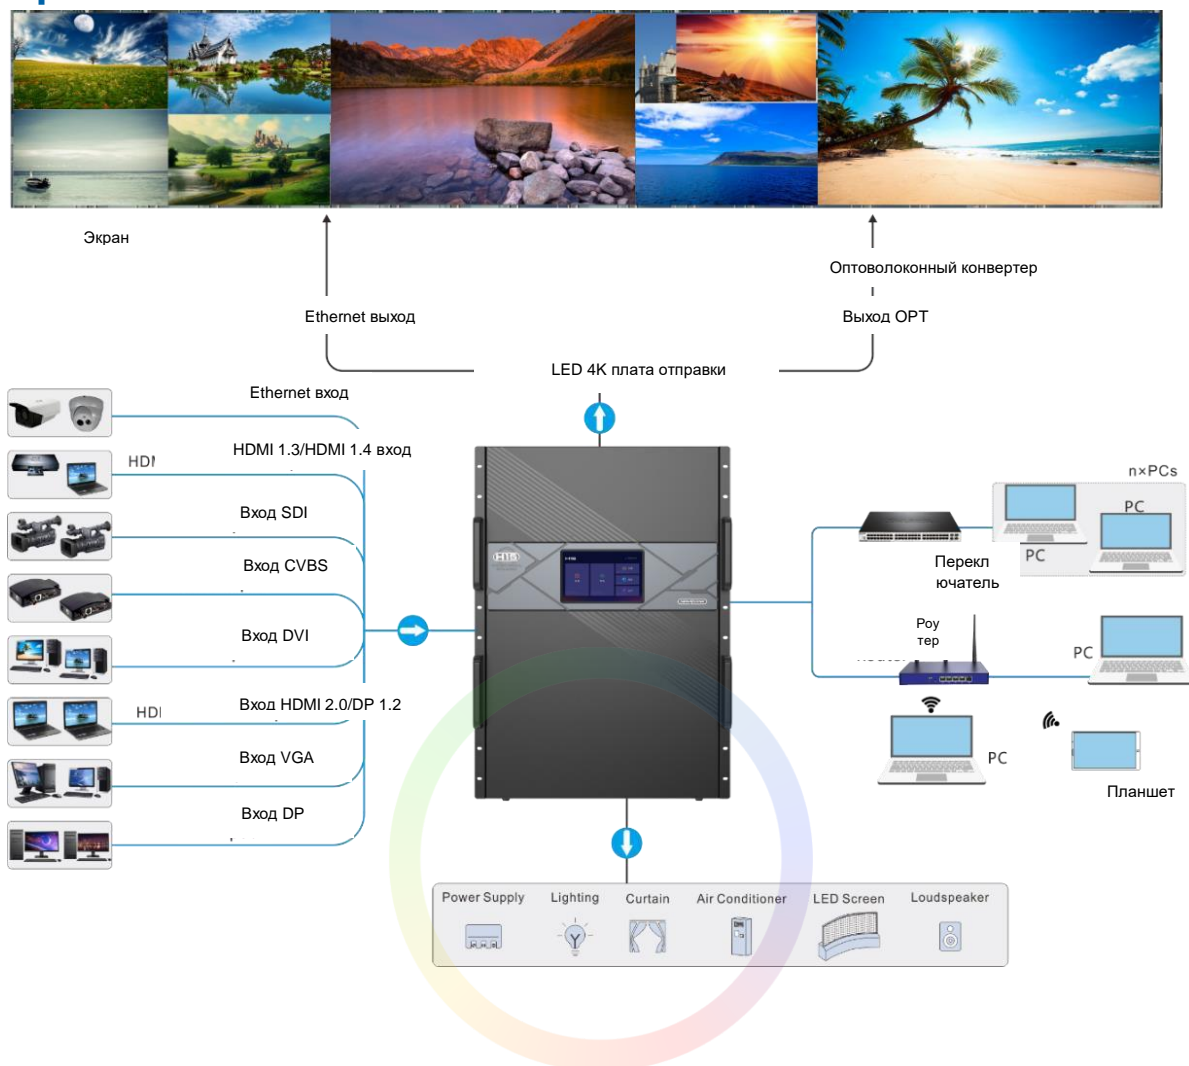 Экран
Оптоволоконный конвертер
Ethernet выход
Выход OPT
LED 4K плата отправки
Ethernet вход
HDMI 1.3/HDMI 1.4 вход
Вход SDI
Вход CVBS
Вход DVI
HDI
Вход HDMI 2.0/DP 1.2
Вход VGA
Вход DP
n×PCs
PC
PC
Перекл
ючатель
Роу
тер
PC
PC
Планшет
Power Supply
Lighting
Curtain
Air Conditioner
LED Screen
Loudspeaker